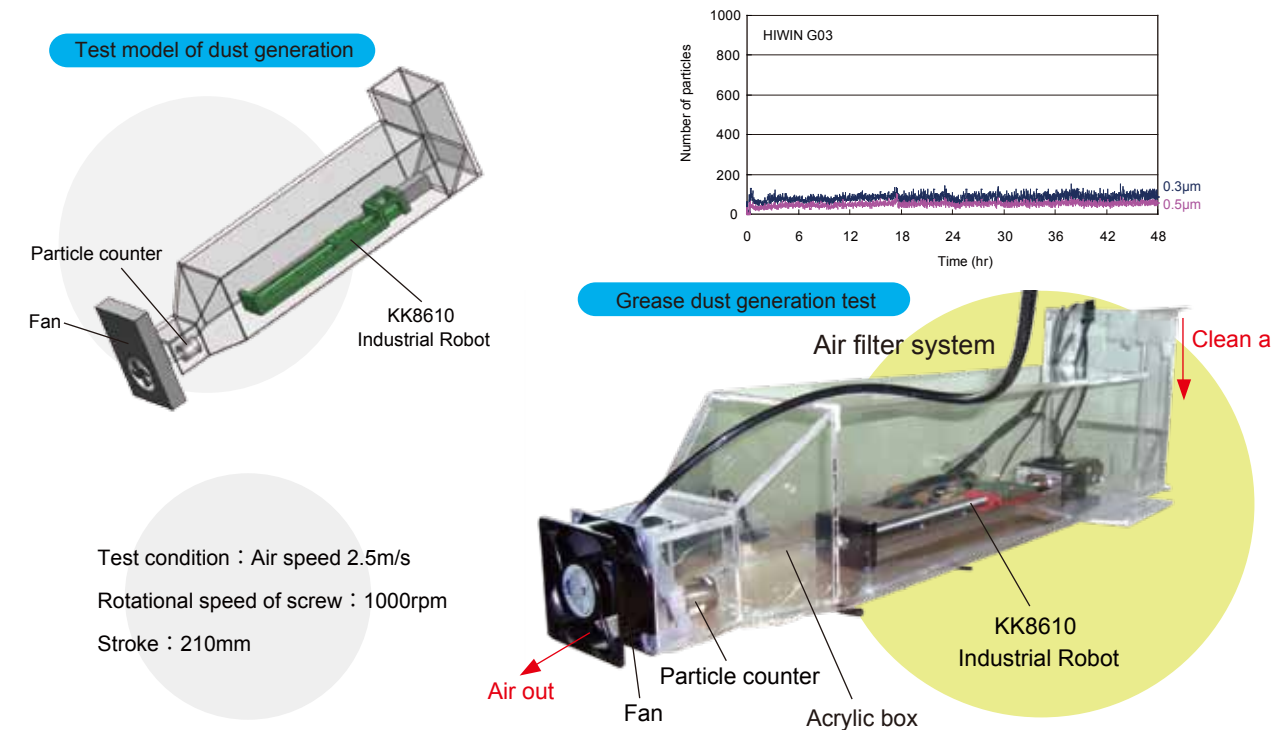 Test model of dust generation
Particle counter
Fan
KK8610
Industrial Robot
1000
800
600
400
200
0
Number of particles
HIWIN G03
0.3µm
0.5µm
0 6 12 18 24 30 36 42 48
Time (hr)
Grease dust generation test
Air filter system
Clean a
Test condition：Air speed 2.5m/s
Rotational speed of screw：1000rpm
Stroke：210mm
KK8610
Industrial Robot
Particle counter
Air out
Fan
Acrylic box